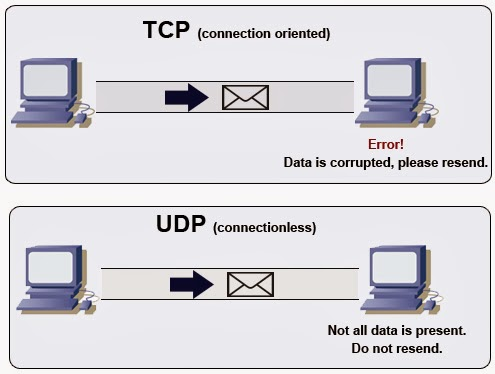 TCP (connection oriented)
Error!
Data is corrupted, please resend.
UDP (connectionless)
Not all data is present.
Do not resend.